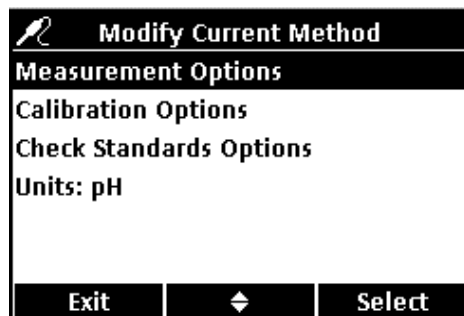 Modify Current Method
Measurement Options
Calibration Options
Check Standards Options
Units: pH
Exit Select